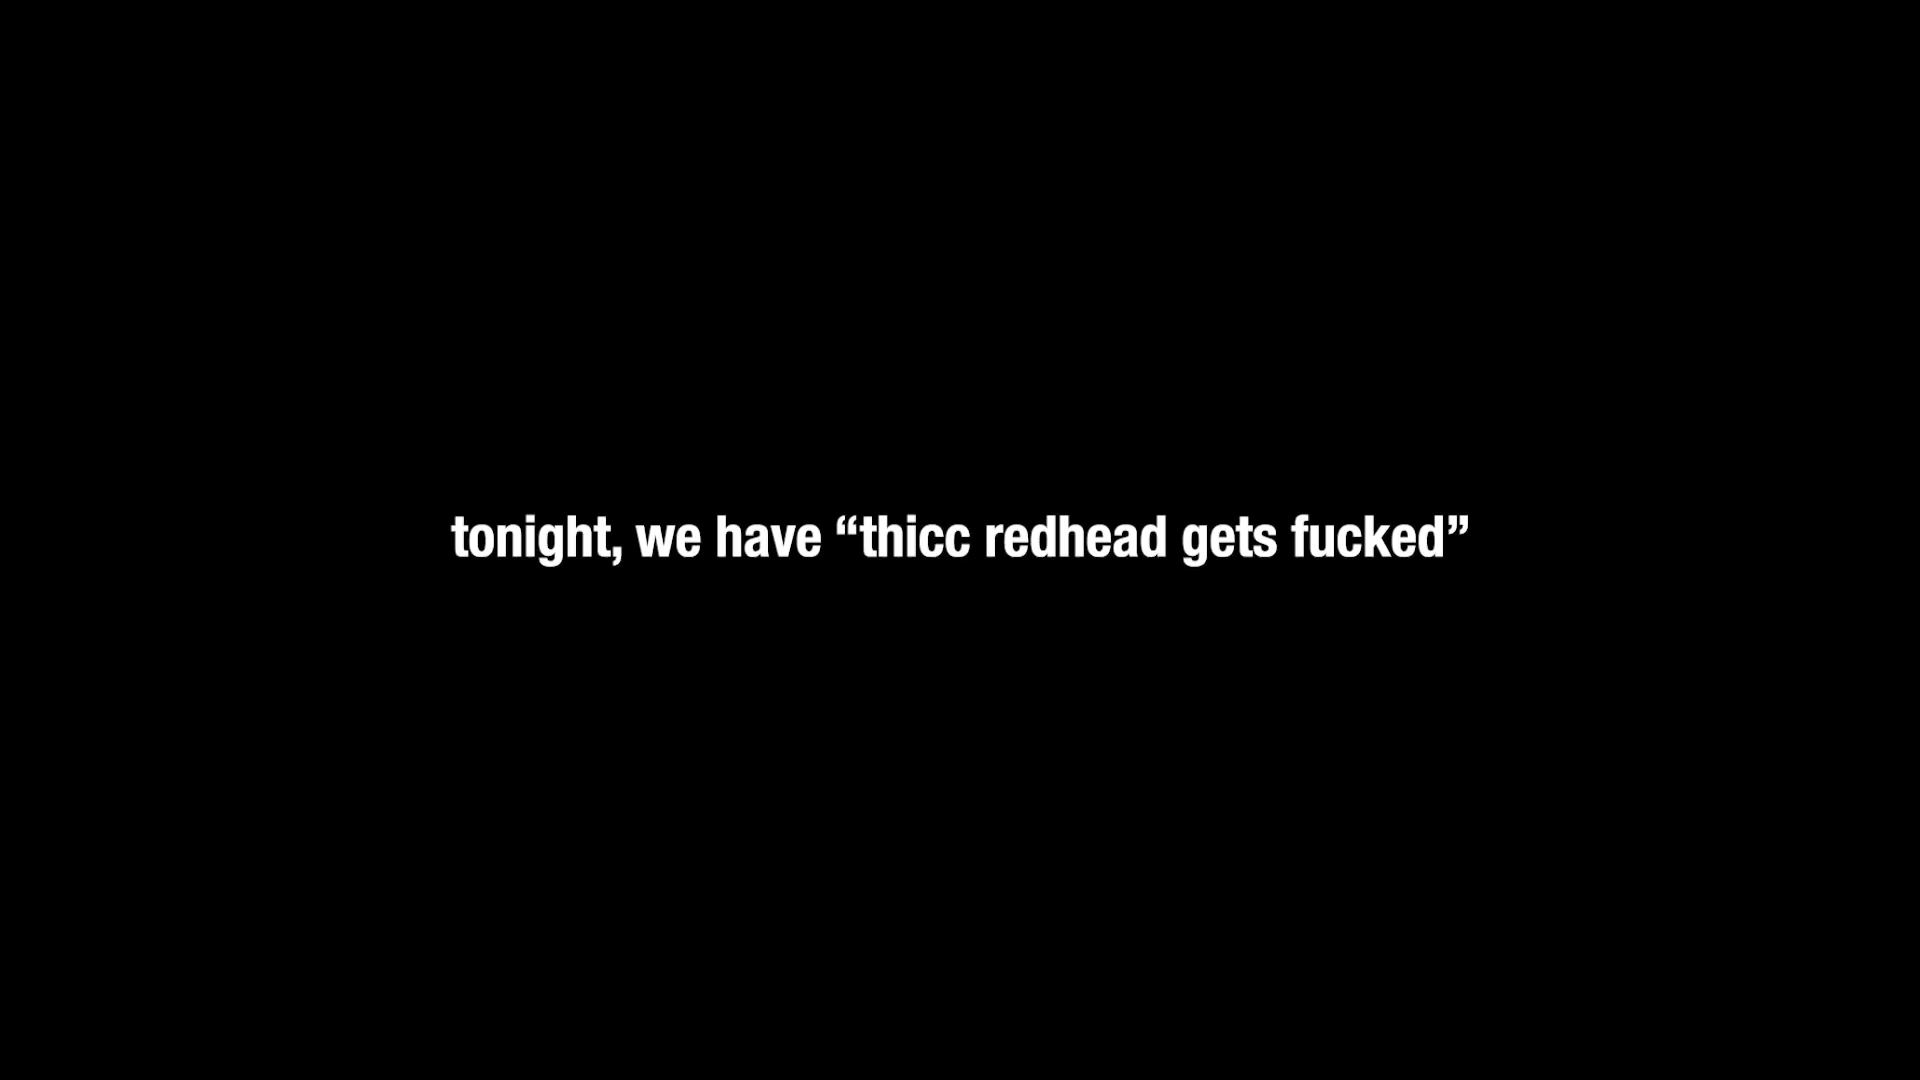 tonight, we have “thicc redhead gets fucked”